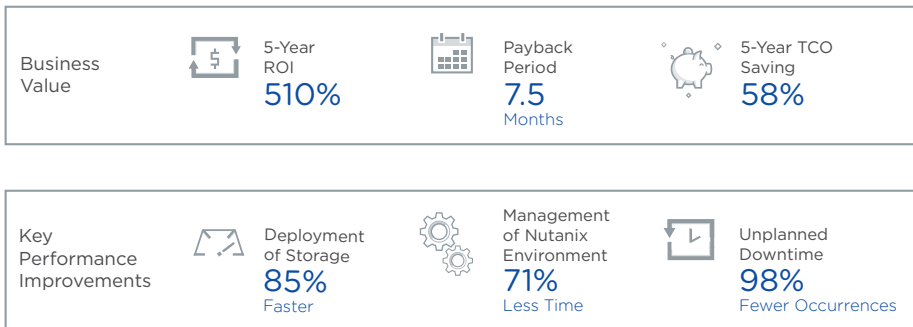 Business
Value
$
5-Year
ROI
510%
Payback
Period
7.5
Months
5-Year TCO
Saving
58%
Key
Performance
Improvements
Deployment
of Storage
85%
Faster
Management
of Nutanix
Environment
71%
Less Time
Unplanned
Downtime
98%
Fewer Occurrences